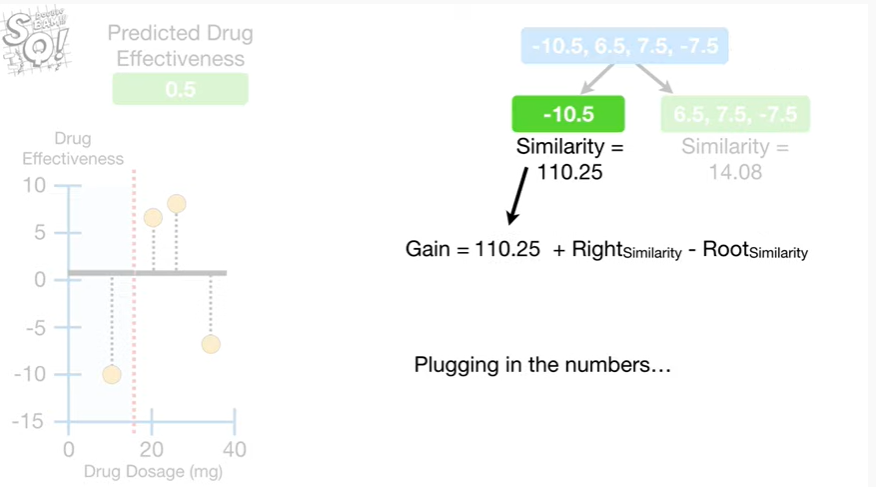 SQ!
Predicted Drug
Effectiveness
0.5
-10.5, 6.5, 7.5, -7.5
-10.5
6.5, 7.5, -7.5
Similarity =
110.25
Similarity =
14.08
Gain = 110.25 + RightSimilarity - RootSimilarity
Plugging in the numbers…
Drug
Effectiveness
10
5
0
-5
-10
-15
0
20
40
Drug Dosage (mg)